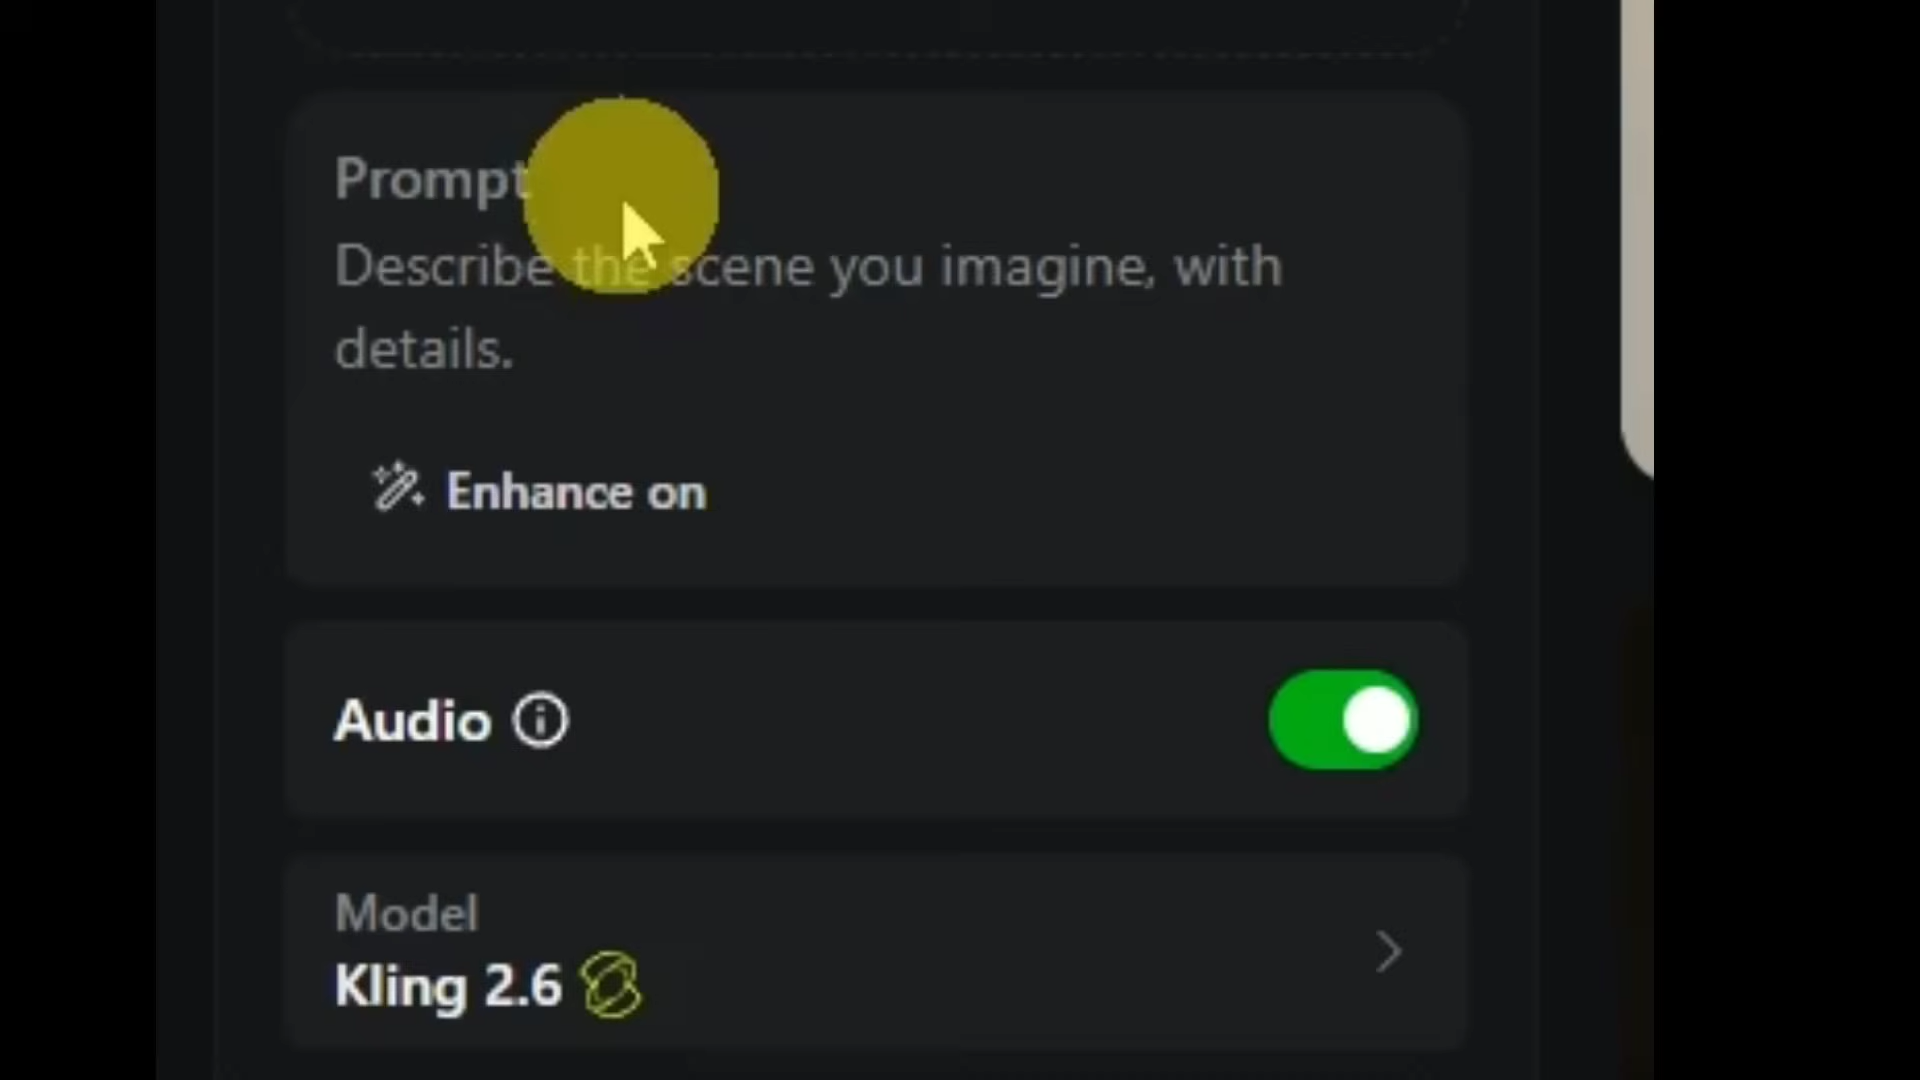 Prompt
Describe the scene you imagine, with
details.
Enhance on
Audio
Model
Kling 2.6